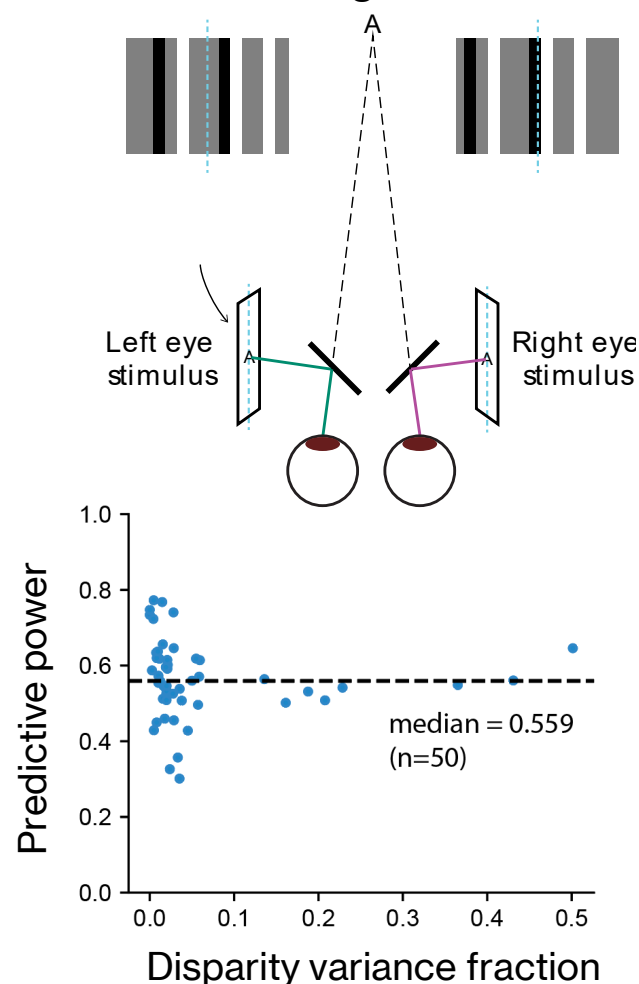 A
Left eye
stimulus
A
A
Right eye
stimulus
Predictive power
1.0
0.8
0.6
0.4
0.2
0.0
median = 0.559
(n=50)
0.0 0.1 0.2 0.3 0.4 0.5
Disparity variance fraction